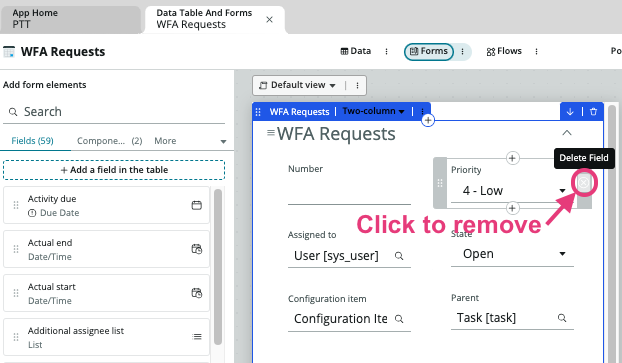 App Home
PTT
Data Table And Forms
WFA Requests
WFA Requests
Data
Forms
Flows
Po
Add form elements
Search
Fields (59)
Compone... (2)
More
+ Add a field in the table
Activity due
Due Date
Actual end
Date/Time
Actual start
Date/Time
Additional assignee list
List
Default view
WFA Requests
Two-column
WFA Requests
Delete Field
Number
Priority
4 - Low
Click to remove
Assigned to
State
User [sys_user]
Open
Configuration item
Parent
Configuration Ite
Task [task]